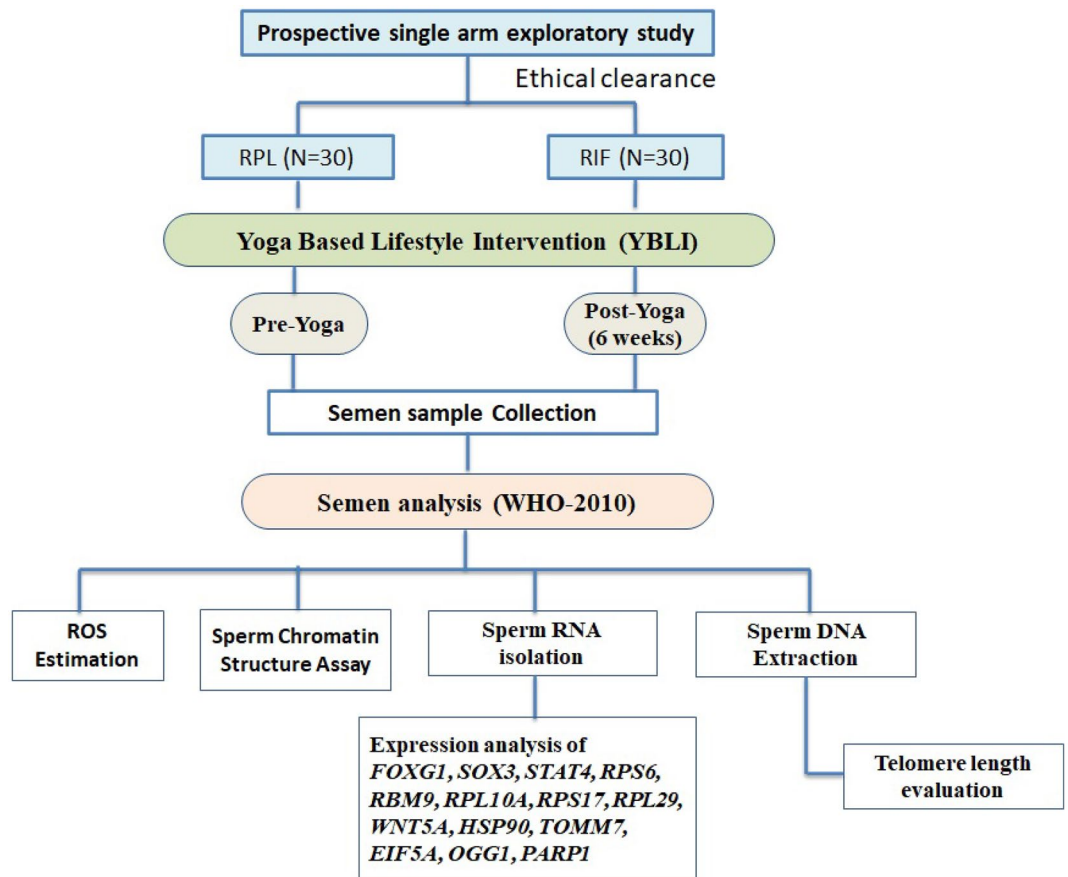 Prospective single arm exploratory study
Ethical clearance
RPL (N=30)
RIF (N=30)
Yoga Based Lifestyle Intervention (YBLI)
Pre-Yoga
Post-Yoga
(6 weeks)
Semen sample Collection
Semen analysis (WHO-2010)
ROS
Estimation
Sperm Chromatin
Structure Assay
Sperm RNA
isolation
Sperm DNA
Extraction
Expression analysis of
FOXG1, SOX3, STAT4, RPS6,
RBM9, RPL10A, RPS17, RPL29,
WNT5A, HSP90, TOMM7,
EIF5A, OGG1, PARP1
Telomere length
evaluation